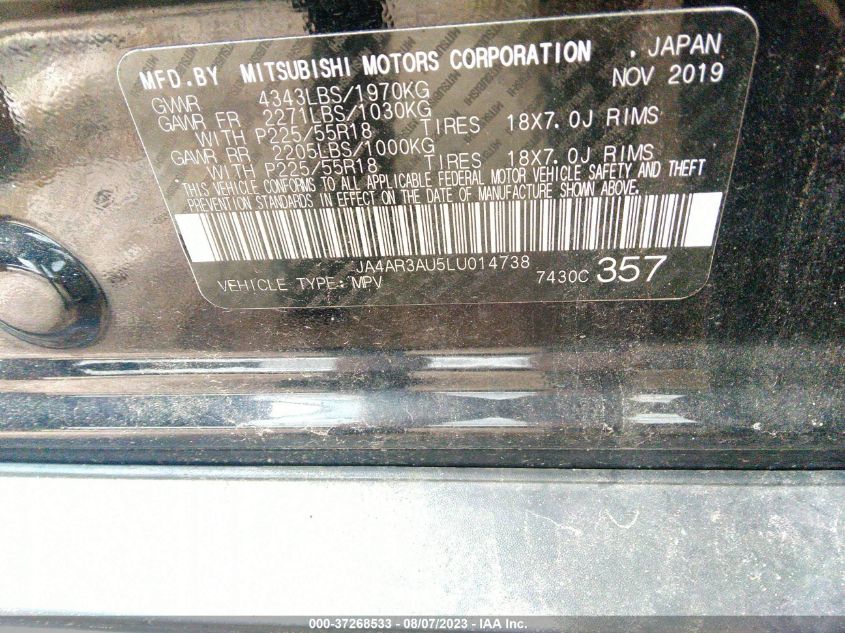 MFD.BY MITSUBISHI MOTORS CORPORATION , JAPAN
NOV 2019
GVWR 4343LBS/1970KG
GAWR FR 2271LBS/1030KG
WITH P225/55R18 TIRES 18X7.0J RIMS
GAWR RR 2205LBS/1000KG
WITH P225/55R18 TIRES 18X7.0J RIMS
THIS VEHICLE CONFORMS TO ALL APPLICABLE FEDERAL MOTOR VEHICLE SAFETY AND THEFT
PREVENTION STANDARDS IN EFFECT ON THE DATE OF MANUFACTURE SHOWN ABOVE.
JA4AR3AU5LU014738
VEHICLE TYPE: MPV 7430C 357
000-37268533 - 08/07/2023 - IAA Inc.